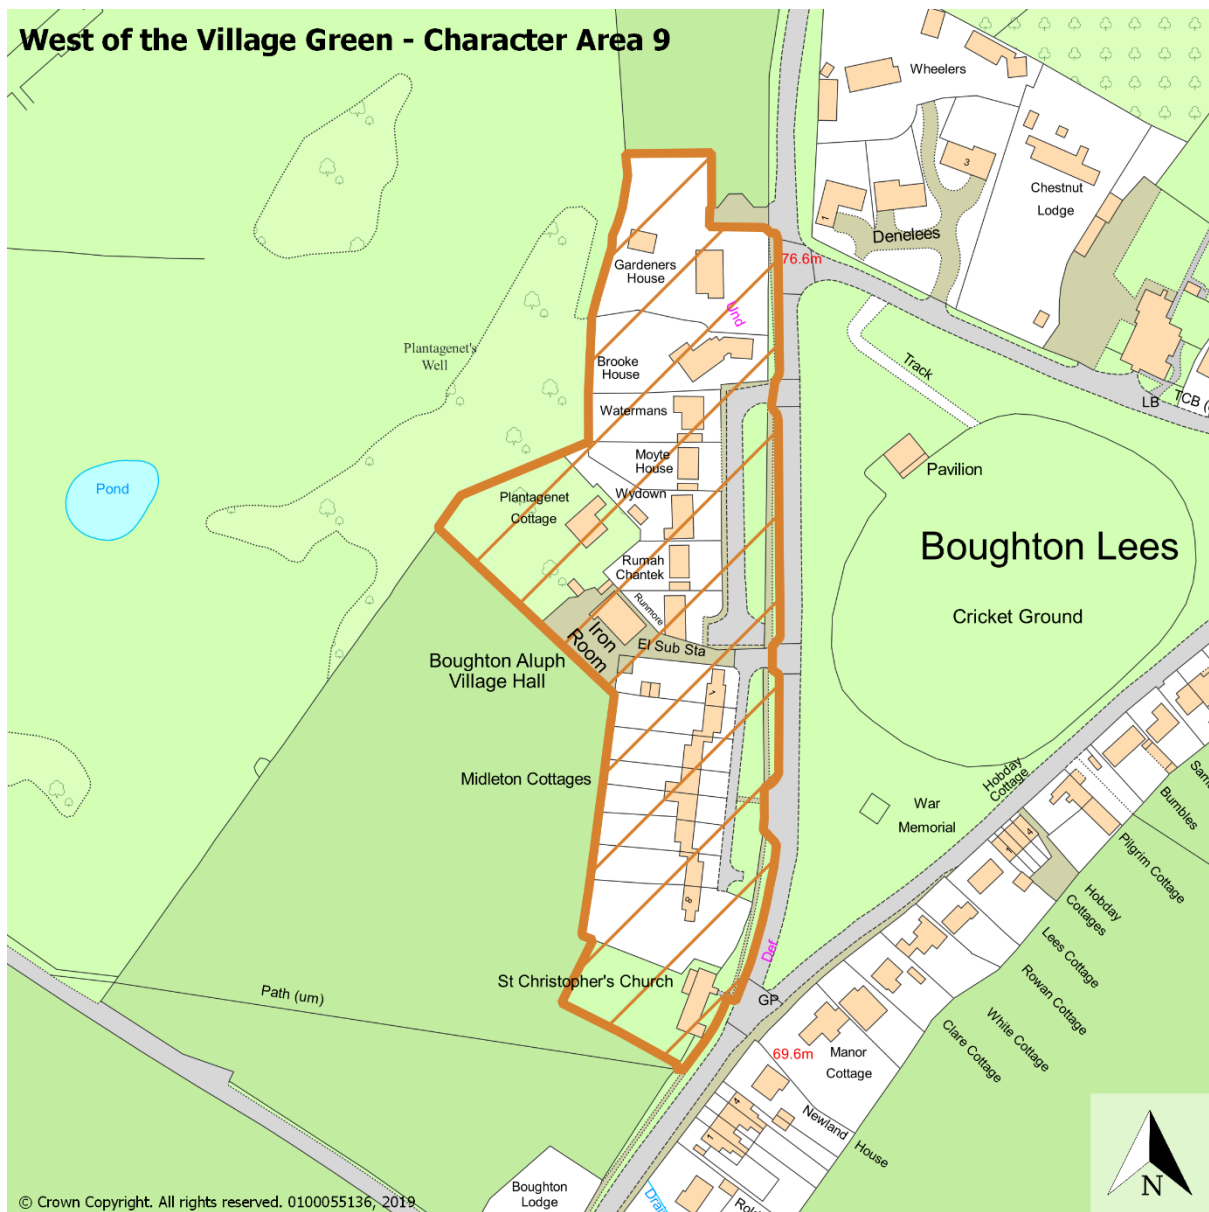 West of the Village Green - Character Area 9
Wheelers
3
Chestnut
Lodge
1
Denelees
76.6m
Gardeners
House
Und
Plantagenet's
Well
Brooke
House
Track
LB
TCB
Watermans
Moyte
House
Pavilion
Pond
Plantagenet
Cottage
Wydown
Boughton Lees
Rumah
Chantek
Runmore
Cricket Ground
Iron
Room
El Sub Sta
Boughton Aluph
Village Hall
1
Midleton Cottages
Hobday
Cottage
Bumbles
War
Memorial
4
1
Pilgrim Cottage
Hobday
Cottages
8
Lees Cottage
Rowan Cottage
White Cottage
Clare Cottage
Def
St Christopher's Church
Path (um)
GP
69.6m
Manor
Cottage
4
1
Newland
House
Boughton
Lodge
N
© Crown Copyright. All rights reserved. 0100055136, 2019